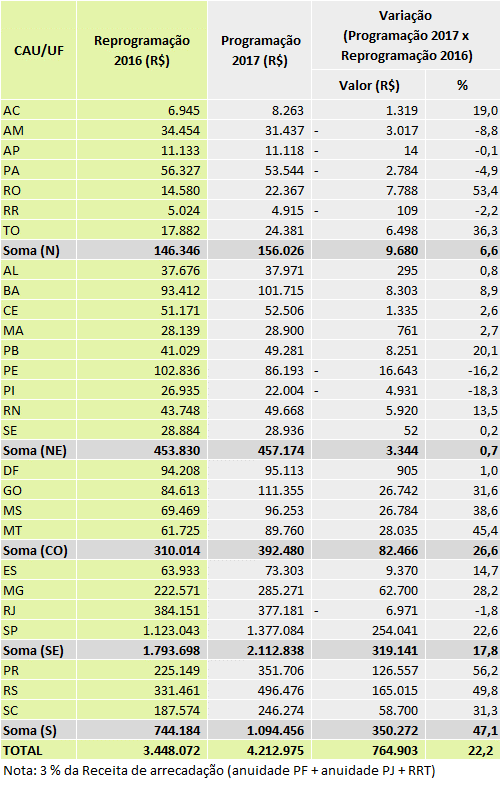 CAU/UF Reprogramação 2016 (R$) Programação 2017 (R$) Variação (Programação 2017 x Reprogramação 2016)
Valor (R$) %
AC 6.945 8.263 1.319 19,0
AM 34.454 31.437 - 3.017 -8,8
AP 11.133 11.118 - 14 -0,1
PA 56.327 53.544 - 2.784 -4,9
RO 14.580 22.367 7.788 53,4
RR 5.024 4.915 - 109 -2,2
TO 17.882 24.381 6.498 36,3
Soma (N) 146.346 156.026 9.680 6,6
AL 37.676 37.971 295 0,8
BA 93.412 101.715 8.303 8,9
CE 51.171 52.506 1.335 2,6
MA 28.139 28.900 761 2,7
PB 41.029 49.281 8.251 20,1
PE 102.836 86.193 - 16.643 -16,2
PI 26.935 22.004 - 4.931 -18,3
RN 43.748 49.668 5.920 13,5
SE 28.884 28.936 52 0,2
Soma (NE) 453.830 457.174 3.344 0,7
DF 94.208 95.113 905 1,0
GO 84.613 111.355 26.742 31,6
MS 69.469 96.253 26.784 38,6
MT 61.725 89.760 28.035 45,4
Soma (CO) 310.014 392.480 82.466 26,6
ES 63.933 73.303 9.370 14,7
MG 222.571 285.271 62.700 28,2
RJ 384.151 377.181 - 6.971 -1,8
SP 1.123.043 1.377.084 254.041 22,6
Soma (SE) 1.793.698 2.112.838 319.141 17,8
PR 225.149 351.706 126.557 56,2
RS 331.461 496.476 165.015 49,8
SC 187.574 246.274 58.700 31,3
Soma (S) 744.184 1.094.456 350.272 47,1
TOTAL 3.448.072 4.212.975 764.903 22,2
Nota: 3 % da Receita de arrecadação (anuidade PF + anuidade PJ + RRT)